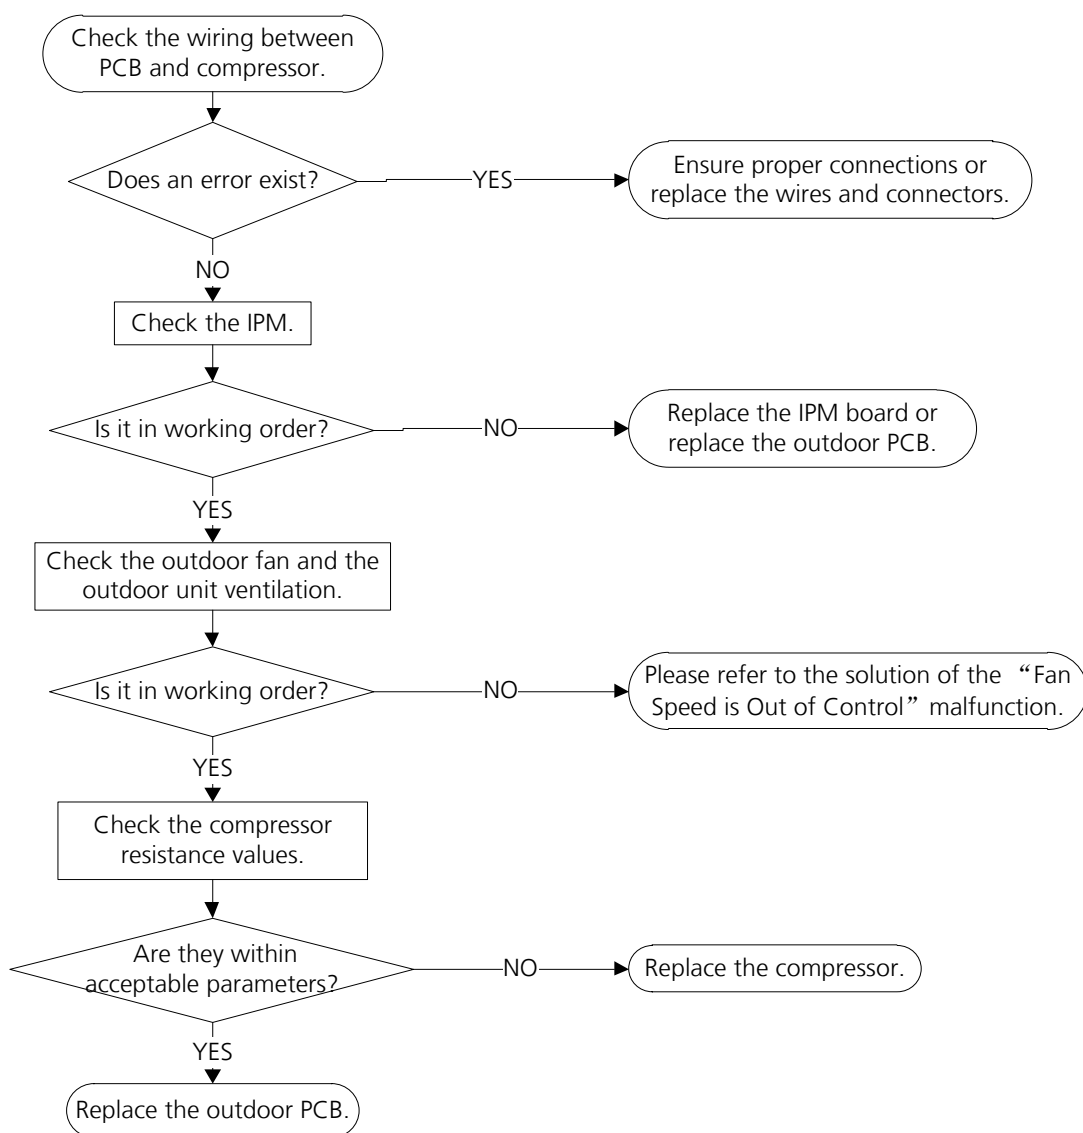 Check the wiring between
PCB and compressor.
Does an error exist?
YES
Ensure proper connections or
replace the wires and connectors.
NO
Check the IPM.
Is it in working order?
NO
Replace the IPM board or
replace the outdoor PCB.
YES
Check the outdoor fan and the
outdoor unit ventilation.
Is it in working order?
NO
Please refer to the solution of the “Fan
Speed is Out of Control” malfunction.
YES
Check the compressor
resistance values.
Are they within
acceptable parameters?
NO
Replace the compressor.
YES
Replace the outdoor PCB.